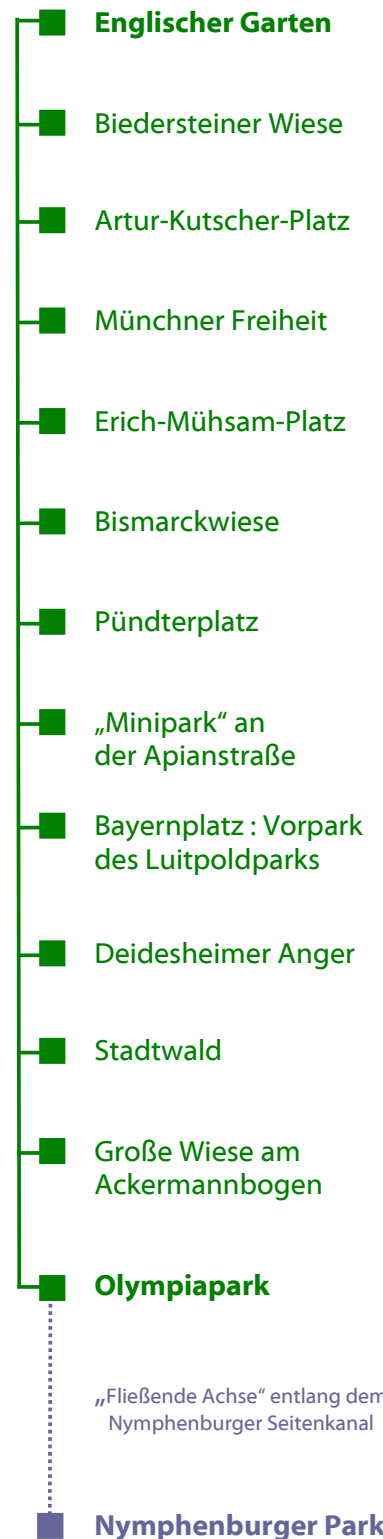 Englischer Garten
Biedersteiner Wiese
Artur-Kutscher-Platz
Münchner Freiheit
Erich-Mühsam-Platz
Bismarckwiese
Pündterplatz
„Minipark“ an
der Apianstraße
Bayernplatz : Vorpark
des Luitpoldparks
Deidesheimer Anger
Stadtwald
Große Wiese am
Ackermannbogen
Olympiapark
„Fließende Achse“ entlang dem
Nymphenburger Seitenkanal
Nymphenburger Park